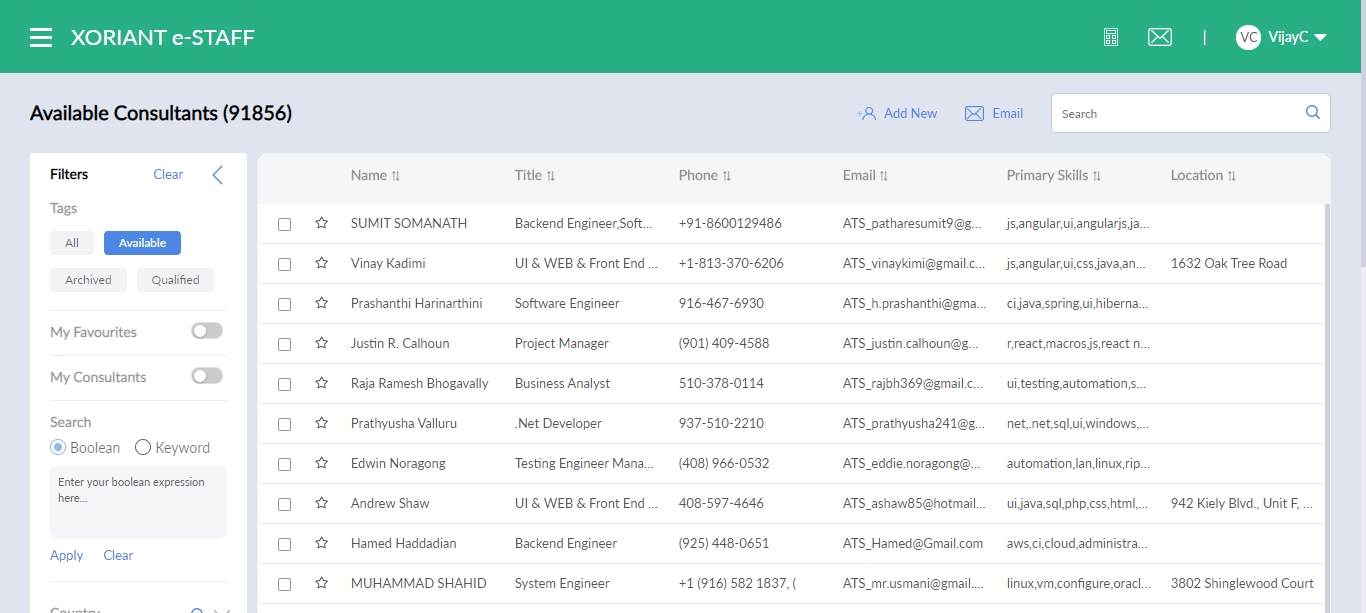 XORIANT e-STAFF
|
VC VijayC
Available Consultants (91856)
Add New
Email
Search
Filters
Clear
Tags
All
Available
Archived
Qualified
My Favourites
My Consultants
Search
Boolean
Keyword
Enter your boolean expression
here...
Apply
Clear
Country
Name Title Phone Email Primary Skills Location
SUMIT SOMANATH Backend Engineer,Soft... +91-8600129486 ATS_patharesumit9@g... js,angular,ui,angularjs,ja...
Vinay Kadimi UI & WEB & Front End ... +1-813-370-6206 ATS_vinaykimi@gmail.c... js,angular,ui,css,java,an... 1632 Oak Tree Road
Prashanthi Harinarthini Software Engineer 916-467-6930 ATS_h.prashanthi@gma... ci,java,spring,ui,hiberna...
Justin R. Calhoun Project Manager (901) 409-4588 ATS_justin.calhoun@g... r,react,macros,js,react n...
Raja Ramesh Bhogavally Business Analyst 510-378-0114 ATS_rajbh369@gmail.c... ui,testing,automation,s...
Prathyusha Valluru .Net Developer 937-510-2210 ATS_prathyusha241@g... net,.net,sql,ui,windows,...
Edwin Noragong Testing Engineer Mana... (408) 966-0532 ATS_eddie.noragong@... automation,lan,linux,rip...
Andrew Shaw UI & WEB & Front End ... 408-597-4646 ATS_ashaw85@hotmail... ui,java,sql,php,css,html,... 942 Kiely Blvd., Unit F, ...
Hamed Haddadian Backend Engineer (925) 448-0651 ATS_Hamed@Gmail.com aws,ci,cloud,administra...
MUHAMMAD SHAHID System Engineer +1 (916) 582 1837, ( ATS_mr.usmani@gmail.... linux,vm,configure,oracl... 3802 Shinglewood Court